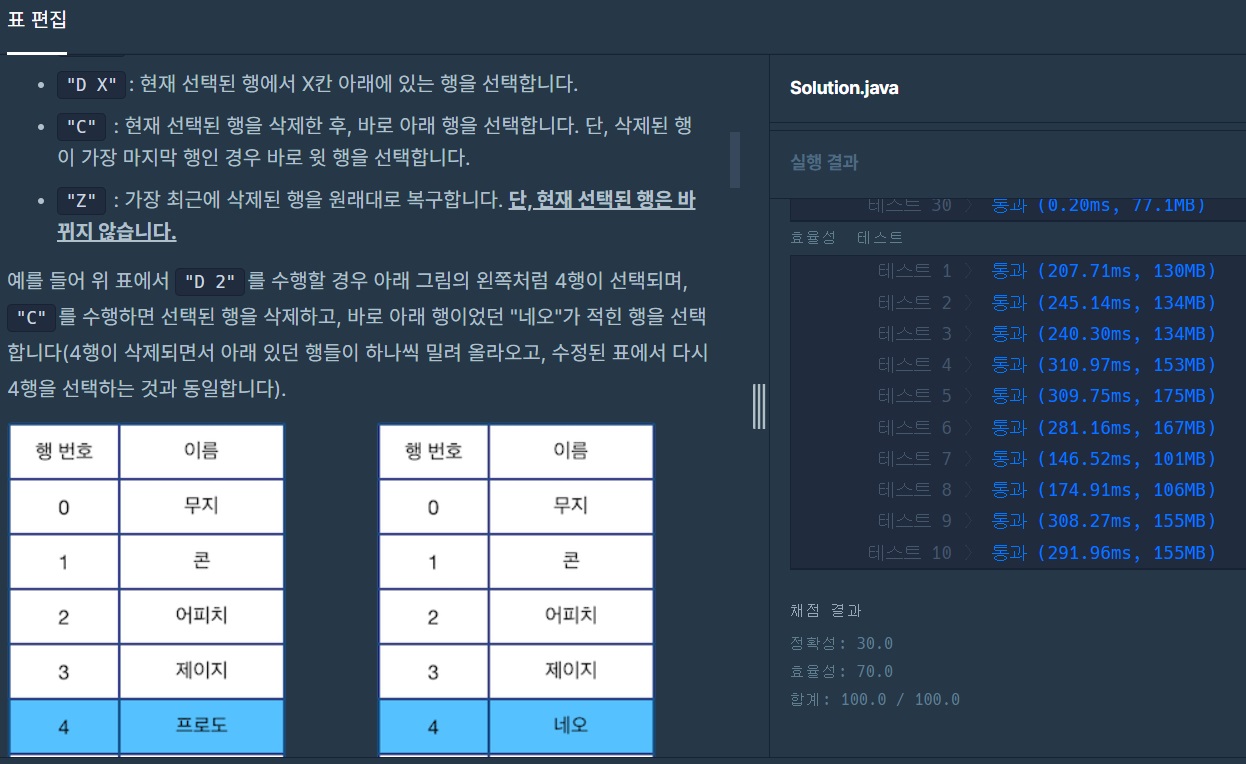 표 편집
"D X" : 현재 선택된 행에서 X칸 아래에 있는 행을 선택합니다.
"C" : 현재 선택된 행을 삭제한 후, 바로 아래 행을 선택합니다. 단, 삭제된 행
이 가장 마지막 행인 경우 바로 윗 행을 선택합니다.
"Z" : 가장 최근에 삭제된 행을 원래대로 복구합니다. 단, 현재 선택된 행은 바
뀌지 않습니다.
예를 들어 위 표에서 "D 2" 를 수행할 경우 아래 그림의 왼쪽처럼 4행이 선택되며,
"C" 를 수행하면 선택된 행을 삭제하고, 바로 아래 행이었던 "네오"가 적힌 행을 선택
합니다(4행이 삭제되면서 아래 있던 행들이 하나씩 밀려 올라오고, 수정된 표에서 다시
4행을 선택하는 것과 동일합니다).
행 번호 이름
0 무지
1 콘
2 어피치
3 제이지
4 프로도
행 번호 이름
0 무지
1 콘
2 어피치
3 제이지
4 네오
Solution.java
실행 결과
테스트 30 〉 통과 (0.20ms, 77.1MB)
효율성 테스트
테스트 1 〉 통과 (207.71ms, 130MB)
테스트 2 〉 통과 (245.14ms, 134MB)
테스트 3 〉 통과 (240.30ms, 134MB)
테스트 4 〉 통과 (310.97ms, 153MB)
테스트 5 〉 통과 (309.75ms, 175MB)
테스트 6 〉 통과 (281.16ms, 167MB)
테스트 7 〉 통과 (146.52ms, 101MB)
테스트 8 〉 통과 (174.91ms, 106MB)
테스트 9 〉 통과 (308.27ms, 155MB)
테스트 10 〉 통과 (291.96ms, 155MB)
채점 결과
정확성: 30.0
효율성: 70.0
합계: 100.0 / 100.0